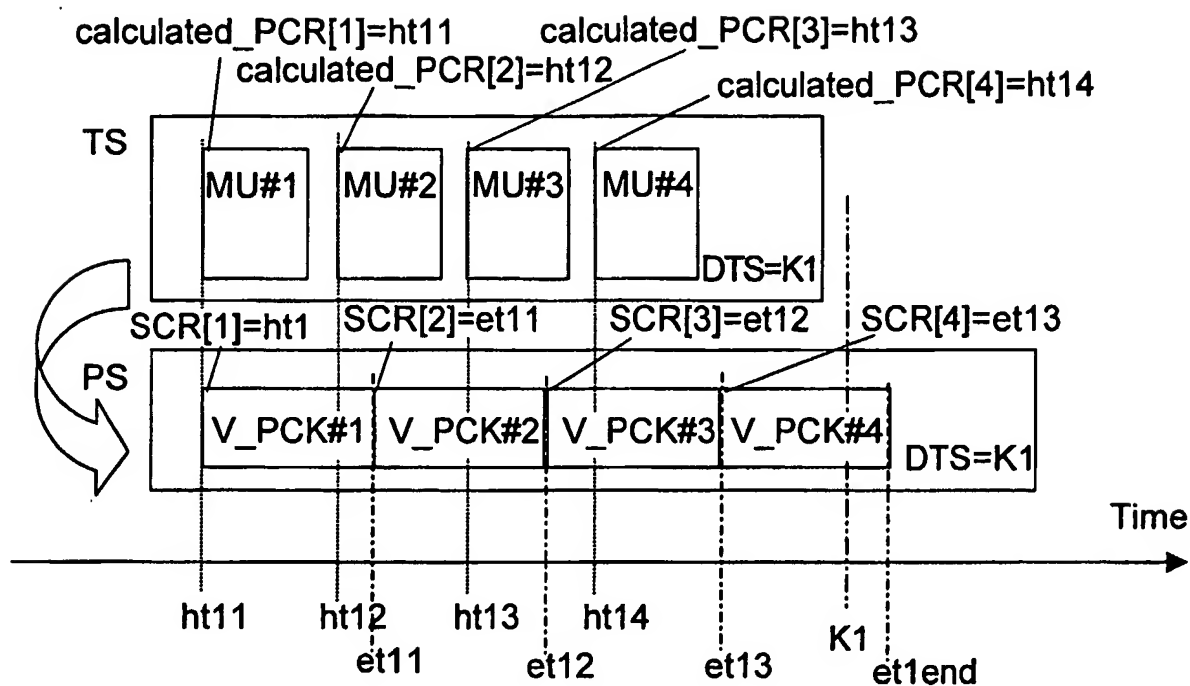 calculated_PCR[1]=ht11 calculated_PCR[3]=ht13
calculated_PCR[2]=ht12
calculated_PCR[4]=ht14
TS
MU#1 MU#2 MU#3 MU#4
DTS=K1
SCR[1]=ht1 SCR[2]=et11 SCR[3]=et12 SCR[4]=et13
PS
V_PCK#1 V_PCK#2 V_PCK#3 V_PCK#4
DTS=K1
Time
ht11 ht12 ht13 ht14
K1
et11 et12 et13 et1end